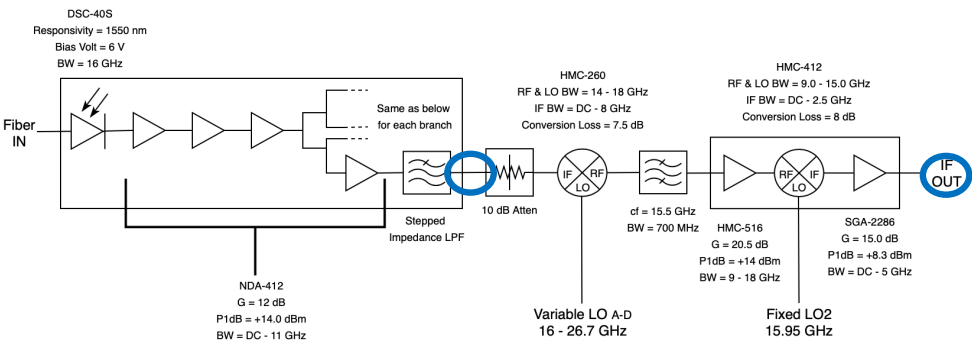 DSC-40S
Responsivity = 1550 nm
Bias Volt = 6 V
BW = 16 GHz
Fiber
IN
Same as below
for each branch
Stepped
Impedance LPF
NDA-412
G = 12 dB
P1dB = +14.0 dBm
BW = DC - 11 GHz
10 dB Atten
HMC-260
RF & LO BW = 14 - 18 GHz
IF BW = DC - 8 GHz
Conversion Loss = 7.5 dB
IF
RF
LO
Variable LO A-D
16 - 26.7 GHz
cf = 15.5 GHz
BW = 700 MHz
HMC-412
RF & LO BW = 9.0 - 15.0 GHz
IF BW = DC - 2.5 GHz
Conversion Loss = 8 dB
RF
IF
LO
HMC-516
G = 20.5 dB
P1dB = +14 dBm
BW = 9 - 18 GHz
Fixed LO2
15.95 GHz
SGA-2286
G = 15.0 dB
P1dB = +8.3 dBm
BW = DC - 5 GHz
IF
OUT